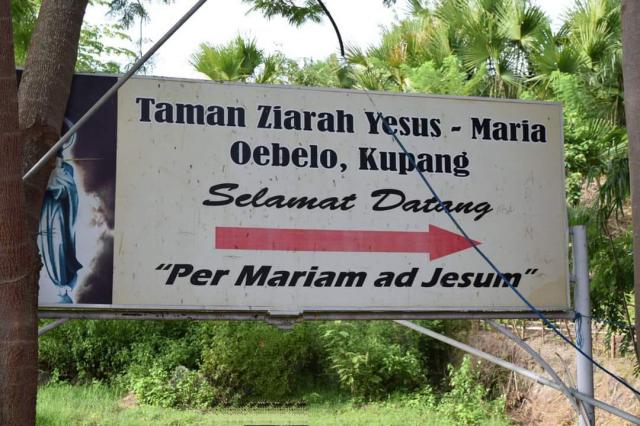 Taman Ziarah Yesus - Maria
Oebelo, Kupang
Selamat Datang
"Per Mariam ad Jesum"